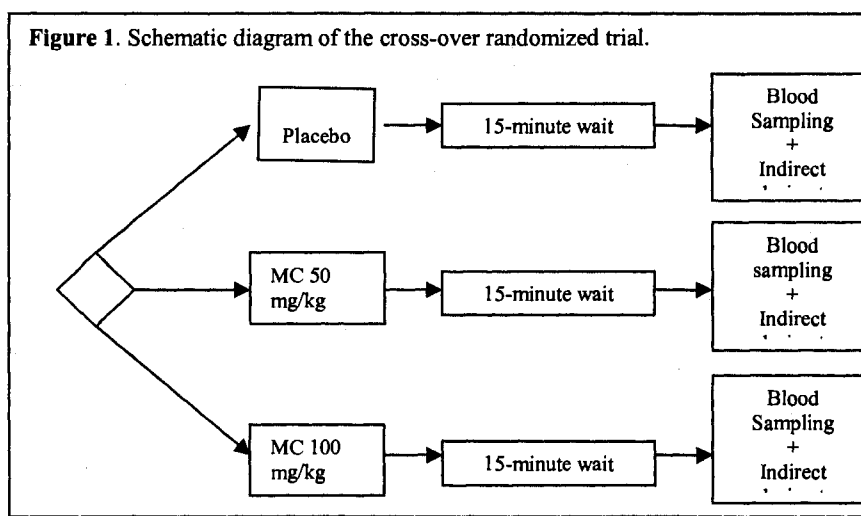 Figure 1. Schematic diagram of the cross-over randomized trial.
Placebo
15-minute wait
Blood
Sampling
+
Indirect
MC 50
mg/kg
15-minute wait
Blood
sampling
+
Indirect
MC 100
mg/kg
15-minute wait
Blood
Sampling
+
Indirect